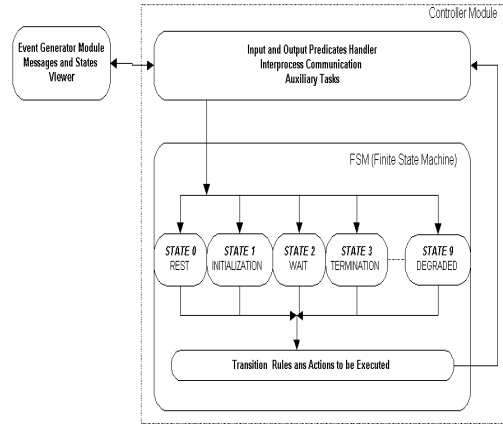 Controller Module
Event Generator Module
Messages and States
Viewer
Input and Output Predicates Handler
Interprocess Communication
Auxiliary Tasks
FSM (Finite State Machine)
STATE 0
REST
STATE 1
INITIALIZATION
STATE 2
WAIT
STATE 3
TERMINATION
STATE 9
DEGRADED
Transition Rules ans Actions to be Executed